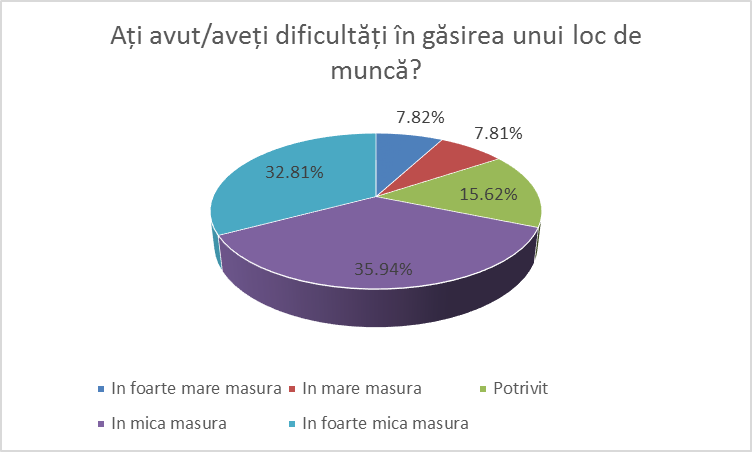 Ați avut/aveți dificultăți în găsirea unui loc de
muncă?
7.82%
7.81%
15.62%
35.94%
32.81%
In foarte mare masura
In mare masura
Potrivit
In mica masura
In foarte mica masura